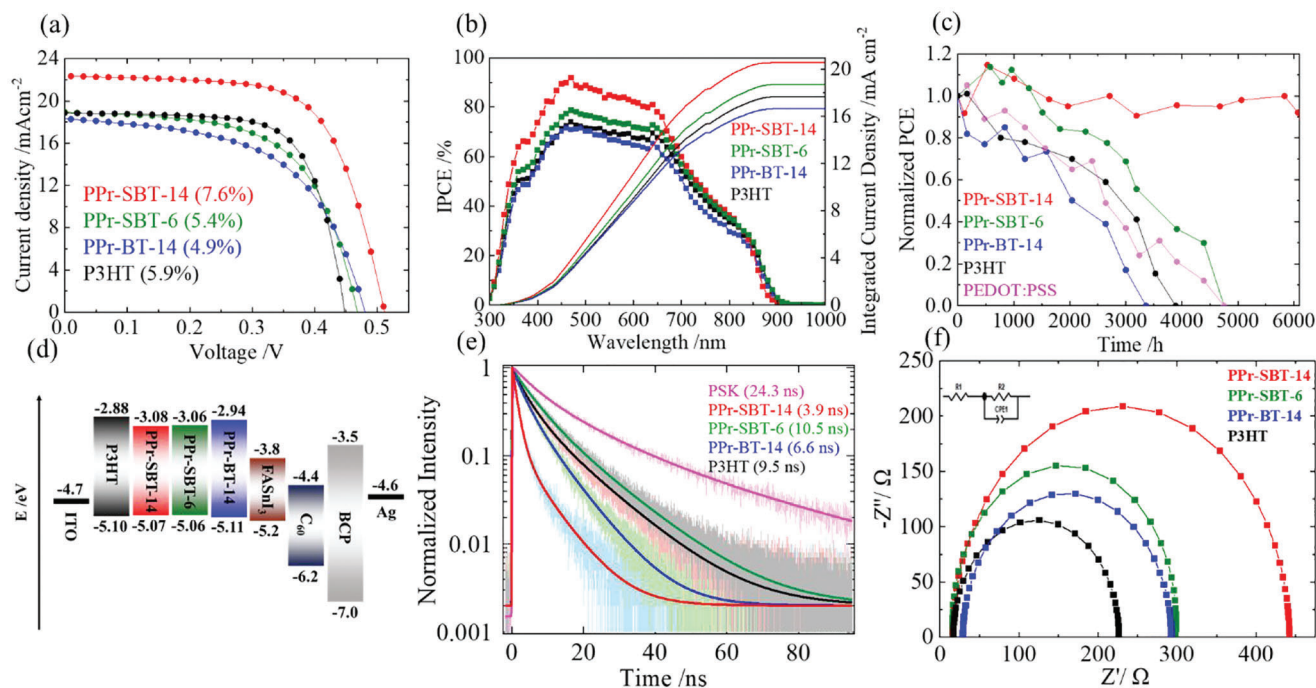 (a)
Current density /mAcm⁻²
24
21
18
15
12
9
6
3
0
PPr-SBT-14 (7.6%)
PPr-SBT-6 (5.4%)
PPr-BT-14 (4.9%)
P3HT (5.9%)
0.0 0.1 0.2 0.3 0.4 0.5
Voltage /V
(b)
IPCE /%
100
80
60
40
20
0
PPr-SBT-14
PPr-SBT-6
PPr-BT-14
P3HT
20
16
12
8
4
0
Integrated Current Density /mA cm⁻²
300 400 500 600 700 800 900 1000
Wavelength /nm
(c)
Normalized PCE
1.2
1.0
0.8
0.6
0.4
0.2
0.0
PPr-SBT-14
PPr-SBT-6
PPr-BT-14
P3HT
PEDOT:PSS
0 1000 2000 3000 4000 5000 6000
Time /h
(d)
E /eV
-4.7
ITO
-2.88
P3HT
-5.10
-3.08
PPr-SBT-14
-5.07
-3.06
PPr-SBT-6
-5.06
-2.94
PPr-BT-14
-5.11
-3.8
FASnI₃
-5.2
-4.4
C₆₀
-6.2
-3.5
BCP
-7.0
-4.6
Ag
(e)
Normalized Intensity
1
0.1
0.01
0.001
PSK (24.3 ns)
PPr-SBT-14 (3.9 ns)
PPr-SBT-6 (10.5 ns)
PPr-BT-14 (6.6 ns)
P3HT (9.5 ns)
0 20 40 60 80
Time /ns
(f)
-Z''/ Ω
250
200
150
100
50
0
R1 R2
CPE1
PPr-SBT-14
PPr-SBT-6
PPr-BT-14
P3HT
0 100 200 300 400
Z'/ Ω